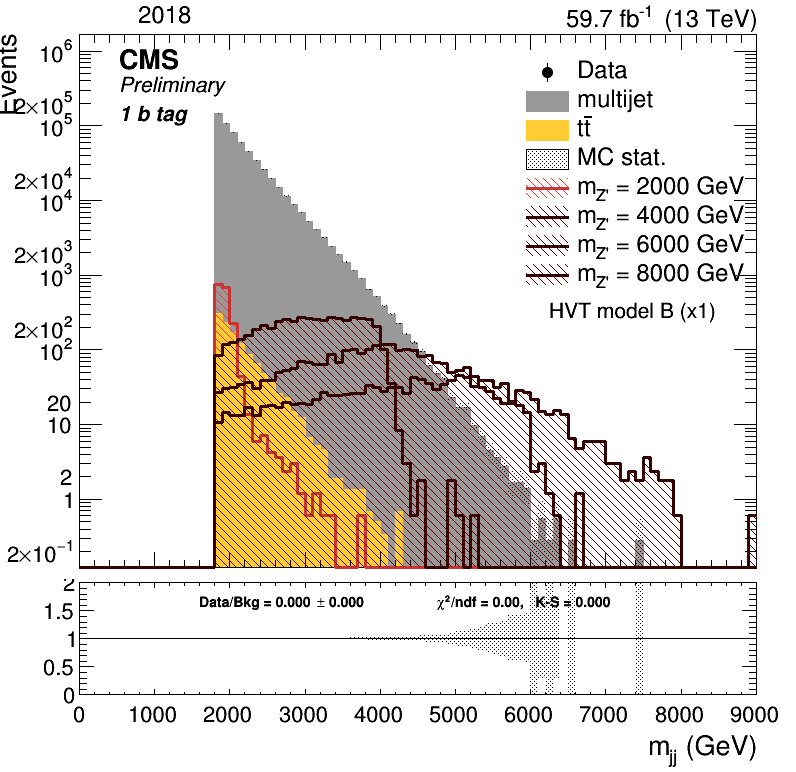 2018 59.7 fb⁻¹ (13 TeV)
Events
CMS
Preliminary
1 b tag
Data
multijet
tt̄
MC stat.
m_Z' = 2000 GeV
m_Z' = 4000 GeV
m_Z' = 6000 GeV
m_Z' = 8000 GeV
HVT model B (x1)
10⁶
2×10⁵
10⁵
2×10⁴
10⁴
2×10³
10³
2×10²
10²
20
10
2
1
2×10⁻¹
Data/Bkg = 0.000 ± 0.000 χ²/ndf = 0.00, K-S = 0.000
2
1.5
1
0.5
0
0 1000 2000 3000 4000 5000 6000 7000 8000 9000
m_jj (GeV)